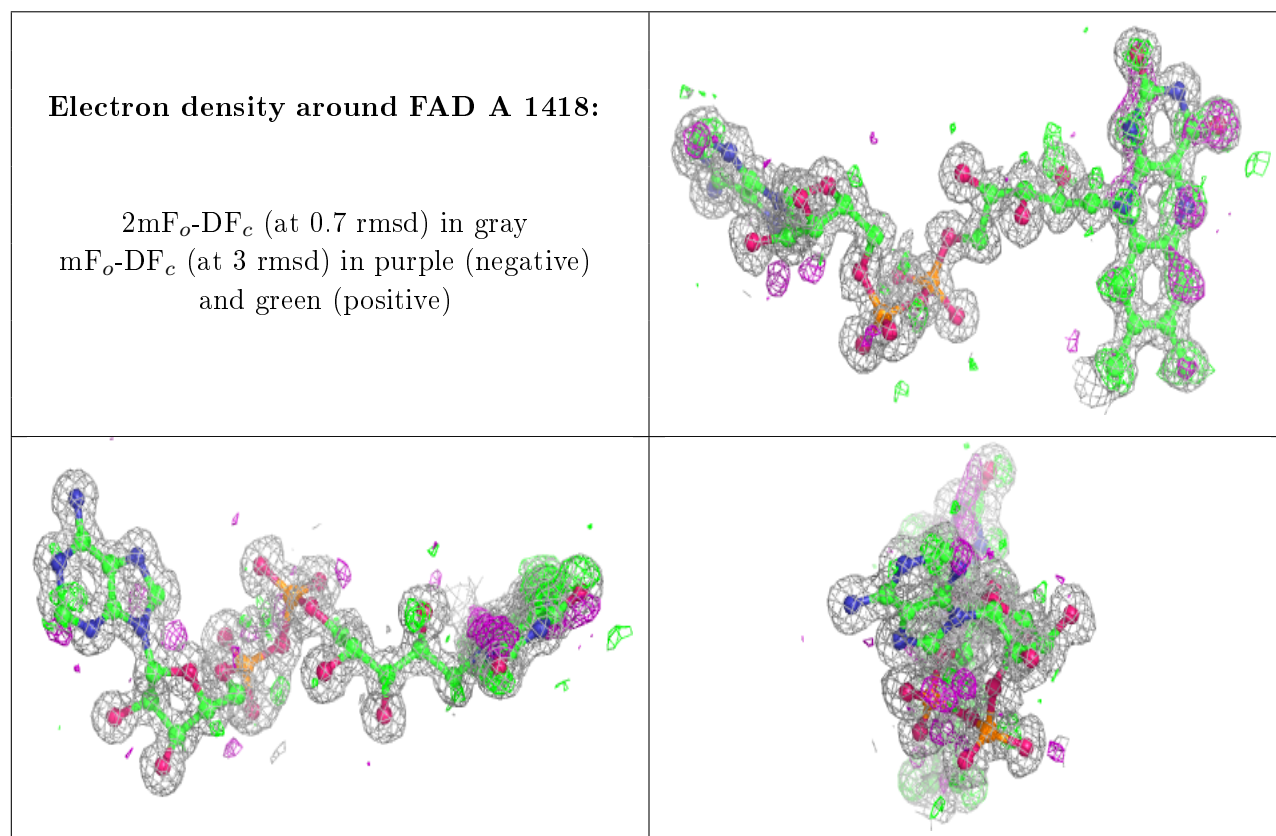 Electron density around FAD A 1418:
2mFₒ-DF𝑐 (at 0.7 rmsd) in gray
mFₒ-DF𝑐 (at 3 rmsd) in purple (negative)
and green (positive)